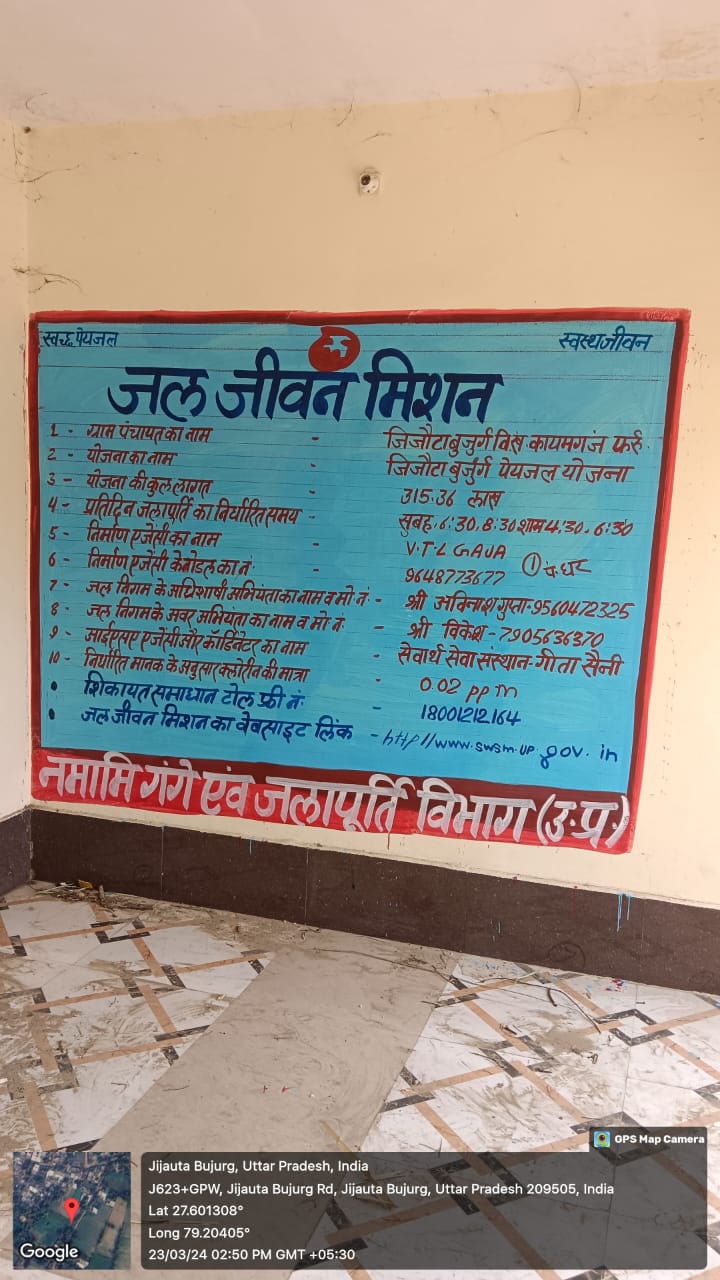 स्वच्छ पेयजल स्वस्थ जीवन
जल जीवन मिशन
1 - ग्राम पंचायत का नाम - जिजौटा बुजुर्ग वि०ख० कायमगंज फर्रु०
2 - योजना का नाम - जिजौटा बुर्जुग पेयजल योजना
3 - योजना की कुल लागत - 315.36 लाख
4 - प्रतिदिन जलापूर्ति का निर्धारित समय - सुबह, 6:30, 8:30 शाम 4:30 - 6:30
5 - निर्माण एजेंसी का नाम - V.T.L GAJA
6 - निर्माण एजेंसी के नोडल का नं. - 9648773677
7 - जल निगम के अधिशाषी अभियंता का नाम व मो नं - श्री अविनाश गुप्ता - 9560472325
8 - जल निगम के अवर अभियंता का नाम व मो. नं. श्री विकेश - 7905636370
9 - आईएसए एजेंसी और कॉर्डिनेटर का नाम - सेवार्थ सेवा संस्थान - गीता सैनी
10 - निर्धारित मानक के अनुसार क्लोरीन की मात्रा - 0.02 ppm
• शिकायत समाधान टोल फ्री नं. - 18001212164
• जल जीवन मिशन का वेबसाइट लिंक - http//www.swsm.up.gov.in
नमामि गंगे एंव जलापूर्ति विभाग (उ.प्र.)
GPS Map Camera
Jijauta Bujurg, Uttar Pradesh, India
J623+GPW, Jijauta Bujurg Rd, Jijauta Bujurg, Uttar Pradesh 209505, India
Lat 27.601308°
Long 79.20405°
23/03/24 02:50 PM GMT +05:30
Google